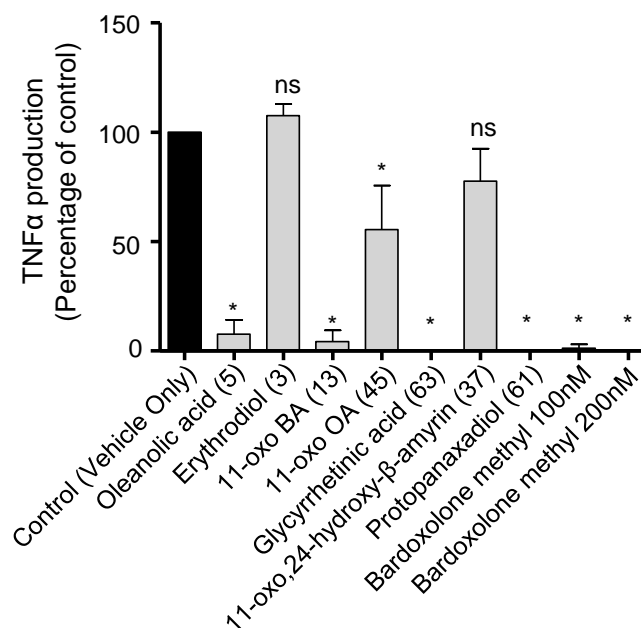 150
100
50
0
TNFα production
(Percentage of control)
*
ns
*
*
*
ns
*
*
*
Control (Vehicle Only)
Oleanolic acid (5)
Erythrodiol (3)
11-oxo BA (13)
11-oxo OA (45)
Glycyrrhetinic acid (63)
11-oxo,24-hydroxy-β-amyrin (37)
Protopanaxadiol (61)
Bardoxolone methyl 100nM
Bardoxolone methyl 200nM